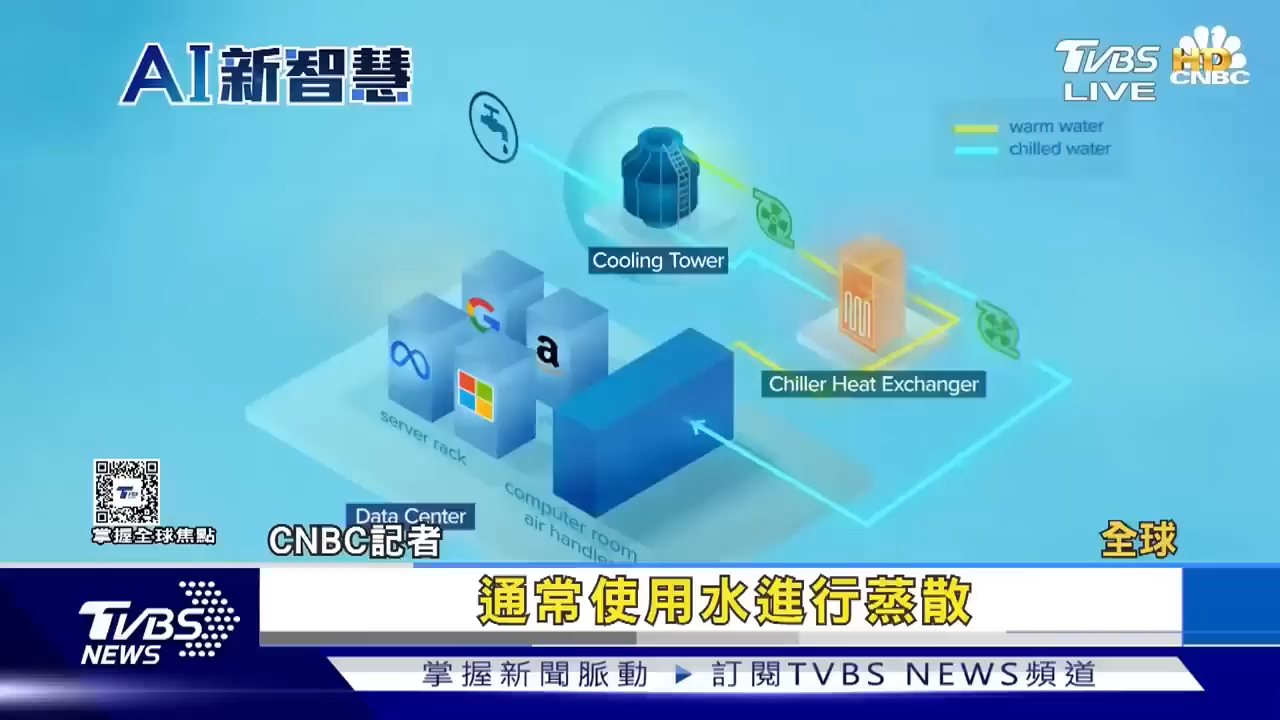 AI新智慧
TVBS
LIVE
HD
CNBC
warm water
chilled water
Cooling Tower
Chiller Heat Exchanger
a
server rack
computer room
air handler
Data Center
掌握全球焦點
CNBC記者
全球
通常使用水進行蒸散
TVBS
NEWS
掌握新聞脈動 ▶ 訂閱TVBS NEWS頻道